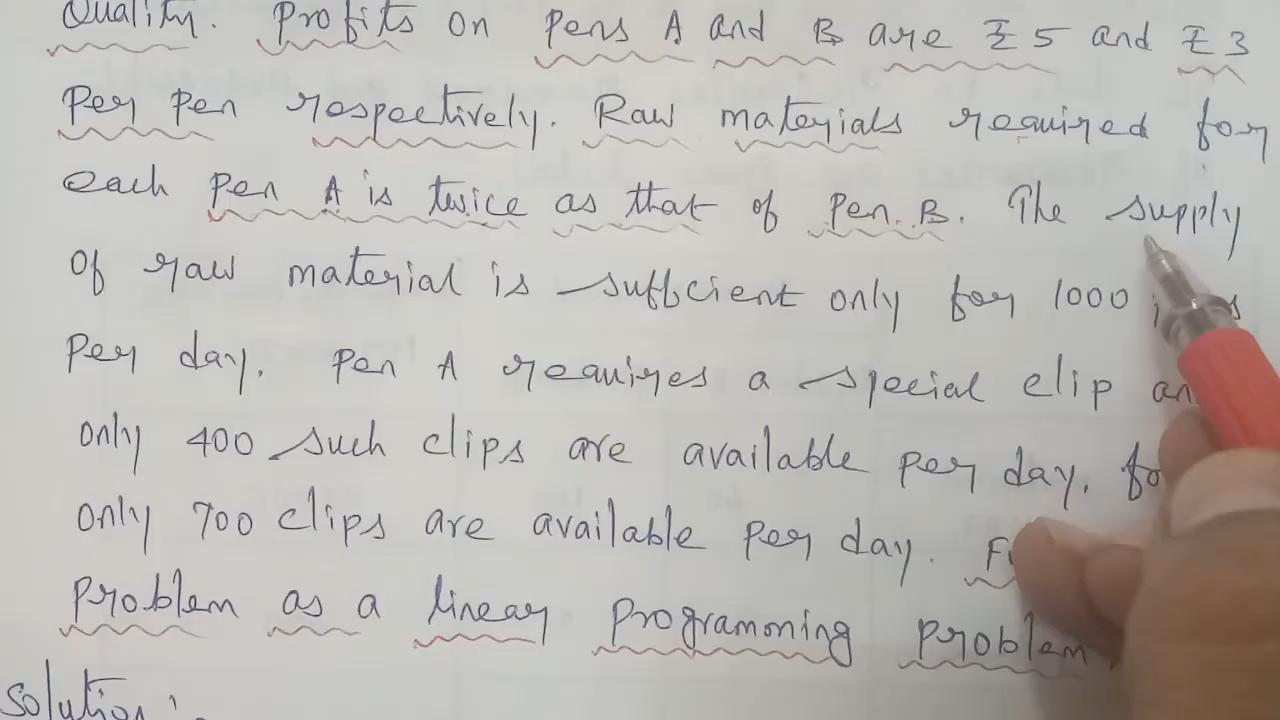 Quality. Profits on Pens A and B are ₹5 and ₹3
Per pen respectively. Raw materials required for
each Pen A is twice as that of Pen B. The supply
of raw material is sufficient only for 1000
Per day. Pen A requires a special clip
only 400 such clips are available per day.
only 700 clips are available per day.
Problem as a linear programming problem
Solution: